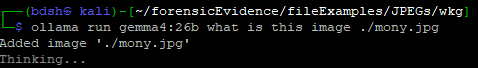 ┌──(bdsh㉿ kali)-[~/forensicEvidence/fileExamples/JPEGs/wkg]
└─$ ollama run gemma4:26b what is this image ./mony.jpg
Added image './mony.jpg'
Thinking...